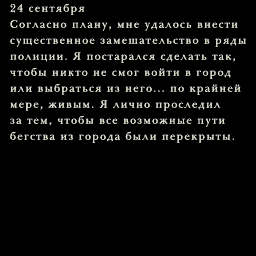 24 сентября
Согласно плану, мне удалось внести
существенное замешательство в ряды
полиции. Я постарался сделать так,
чтобы никто не смог войти в город
или выбраться из него... по крайней
мере, живым. Я лично проследил
за тем, чтобы все возможные пути
бегства из города были перекрыты.